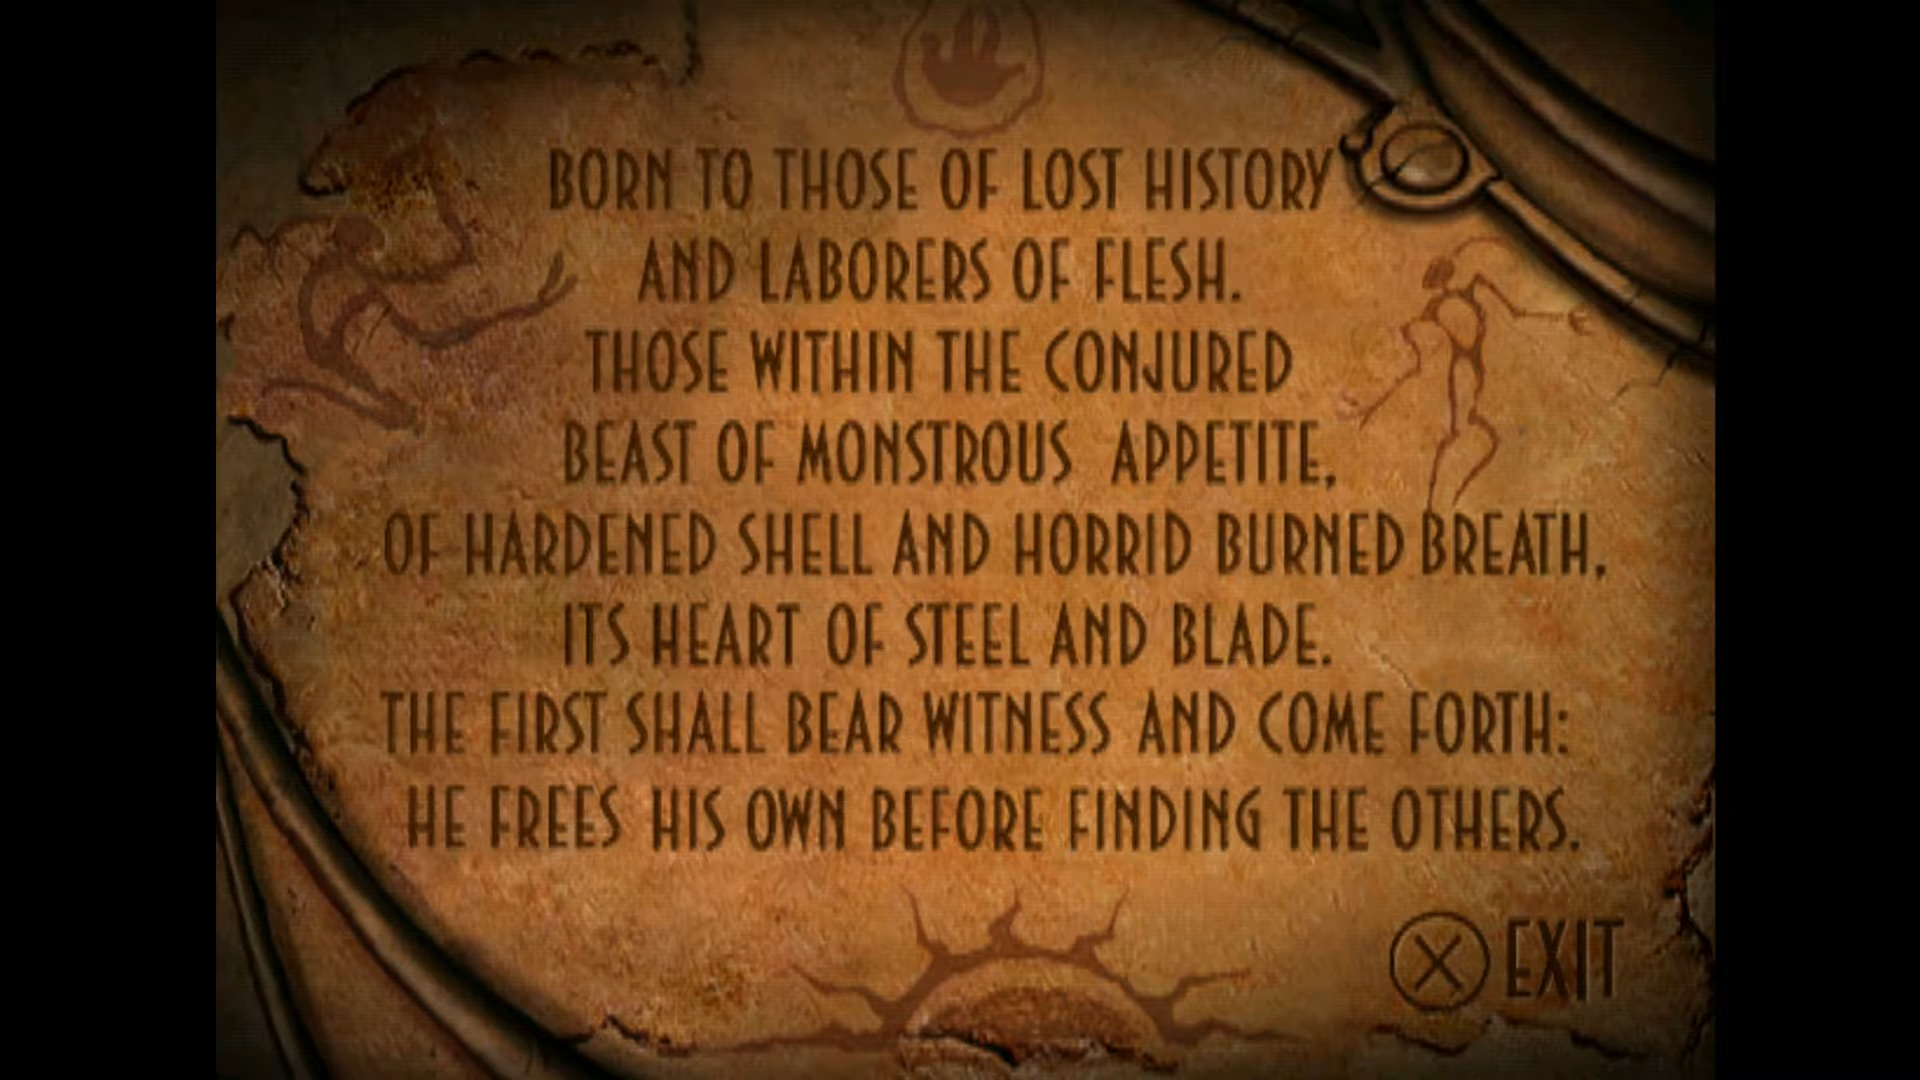 BORN TO THOSE OF LOST HISTORY
AND LABORERS OF FLESH.
THOSE WITHIN THE CONJURED
BEAST OF MONSTROUS APPETITE,
OF HARDENED SHELL AND HORRID BURNED BREATH,
ITS HEART OF STEEL AND BLADE.
THE FIRST SHALL BEAR WITNESS AND COME FORTH:
HE FREES HIS OWN BEFORE FINDING THE OTHERS.
X EXIT